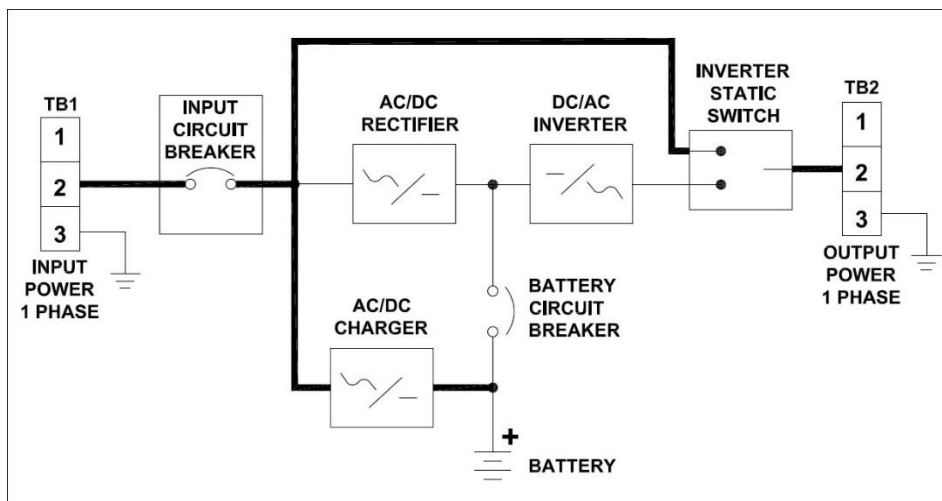 TB1
1
2
3
INPUT
POWER
1 PHASE
INPUT
CIRCUIT
BREAKER
AC/DC
RECTIFIER
DC/AC
INVERTER
INVERTER
STATIC
SWITCH
TB2
1
2
3
OUTPUT
POWER
1 PHASE
AC/DC
CHARGER
BATTERY
CIRCUIT
BREAKER
+
BATTERY